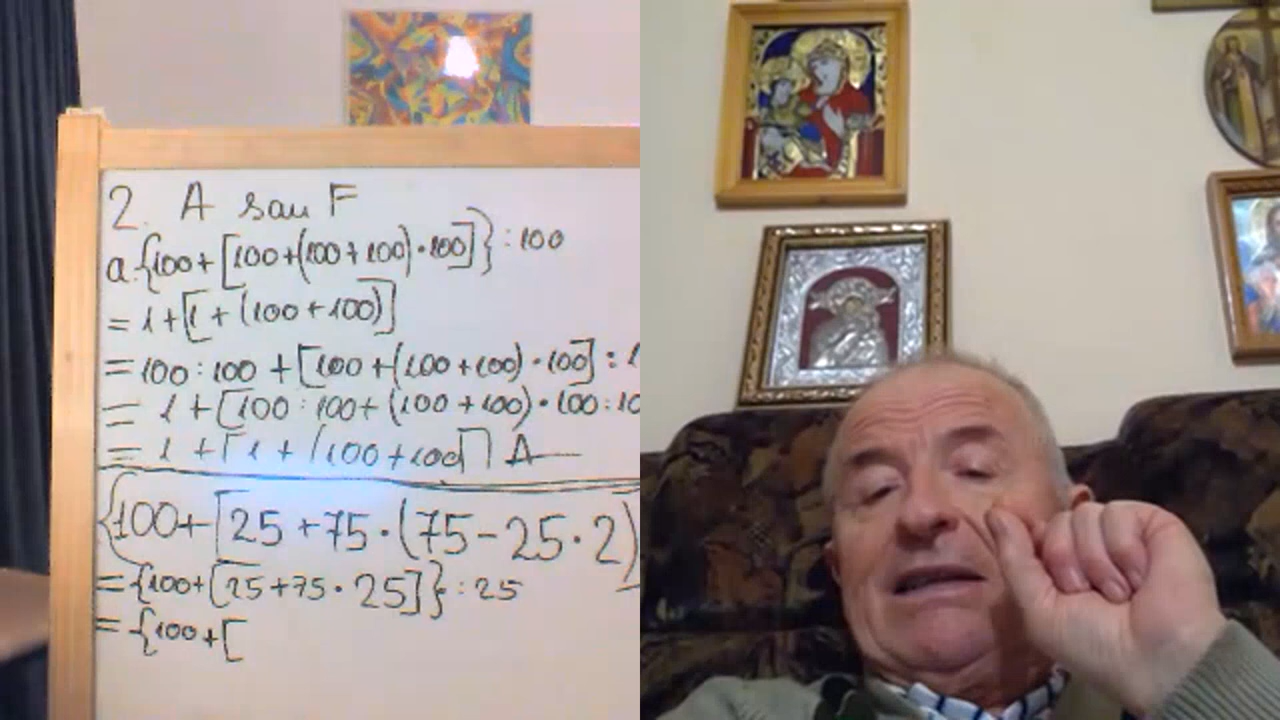 2. A sau F
a.{100+[100+(100+100)·100]}:100
=1+[1+(100+100)]
=100:100+[100+(100+100)·100]:1
=1+[100:100+(100+100)·100:10
=1+[1+(100+100)] A
{100+[25+75·(75-25·2)
={100+[25+75·25]}:25
={100+[